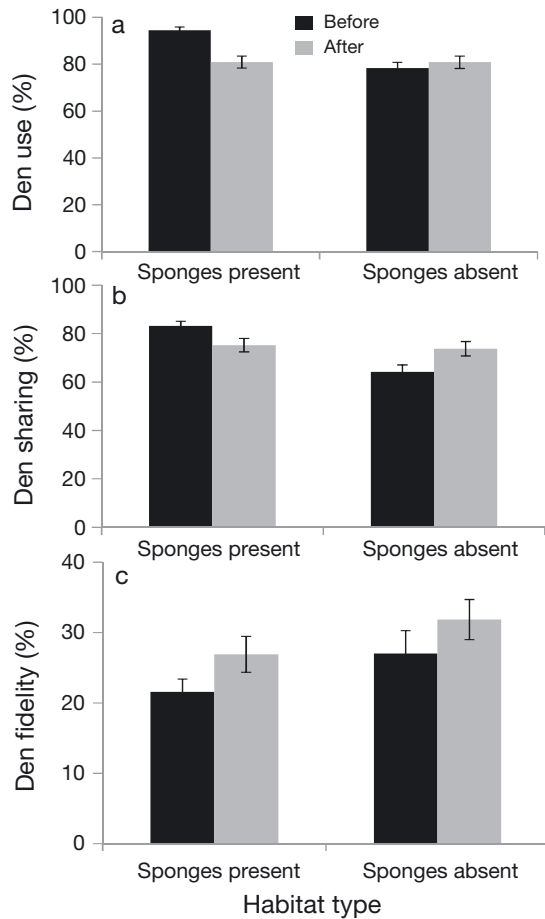 a
Before
After
Den use (%)
100
80
60
40
20
0
Sponges present
Sponges absent
b
Den sharing (%)
100
80
60
40
20
0
Sponges present
Sponges absent
c
Den fidelity (%)
40
30
20
10
0
Sponges present
Sponges absent
Habitat type